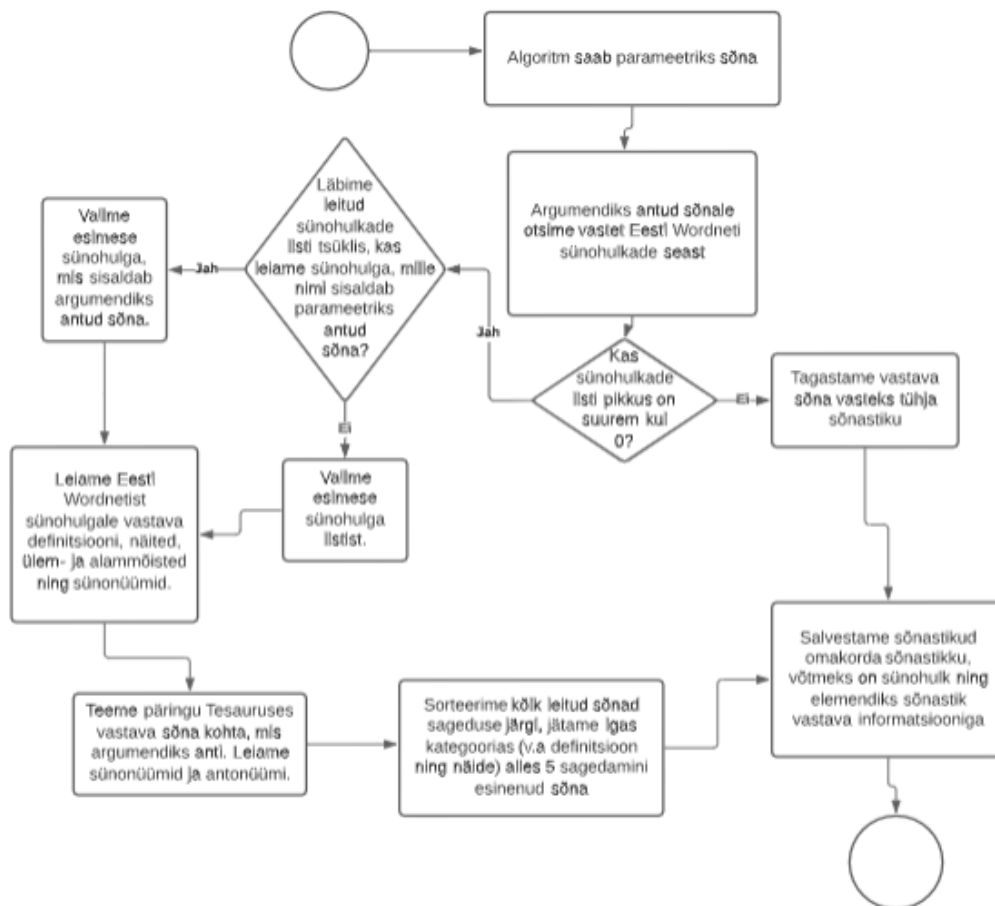 Algoritm saab parameetriks sõna
Argumendiks antud sõnale
otsime vastet Eesti Wordneti
sünohulkade seast
Kas
sünohulkade
listi pikkus on
suurem kui
0?
Ei
Tagastame vastava
sõna vasteks tühja
sõnastiku
Jah
Läbime
leitud
sünohulkade
listi tsüklis, kas
leiame sünohulga, mille
nimi sisaldab
parameetriks
antud
sõna?
Jah
Valime
esimese
sünohulga,
mis sisaldab
argumendiks
antud sõna.
Ei
Valime
esimese
sünohulga
listist.
Leiame Eesti
Wordnetist
sünohulgale vastava
definitsiooni, näited,
ülem- ja alammõisted
ning sünonüümid.
Teeme päringu Tesauruses
vastava sõna kohta, mis
argumendiks anti. Leiame
sünonüümid ja antonüümi.
Sorteerime kõik leitud sõnad
sageduse järgi, jätame igas
kategoorias (v.a definitsioon
ning näide) alles 5 sagedamini
esinenud sõna
Salvestame sõnastikud
omakorda sõnastikku,
võtmeks on sünohulk ning
elemendiks sõnastik
vastava informatsiooniga